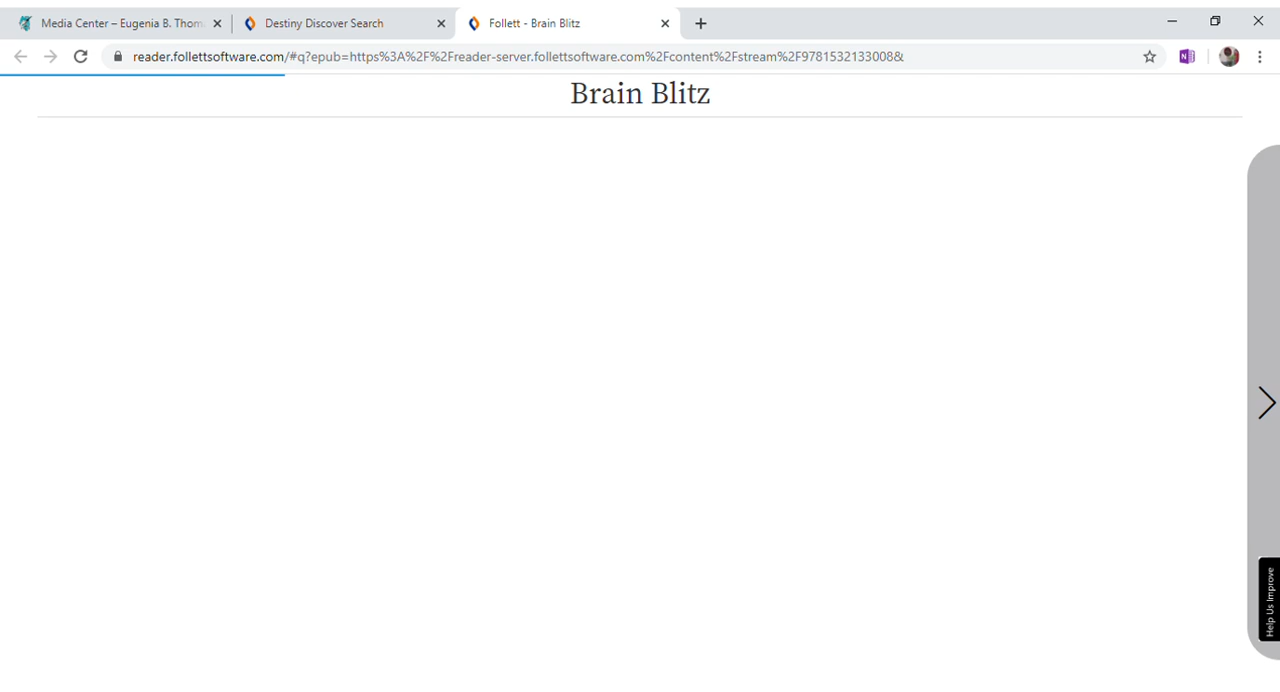 Media Center – Eugenia B. Thom
Destiny Discover Search
Follett - Brain Blitz
reader.follettsoftware.com/#q?epub=https%3A%2F%2Freader-server.follettsoftware.com%2Fcontent%2Fstream%2F9781532133008&
Brain Blitz
Help Us Improve